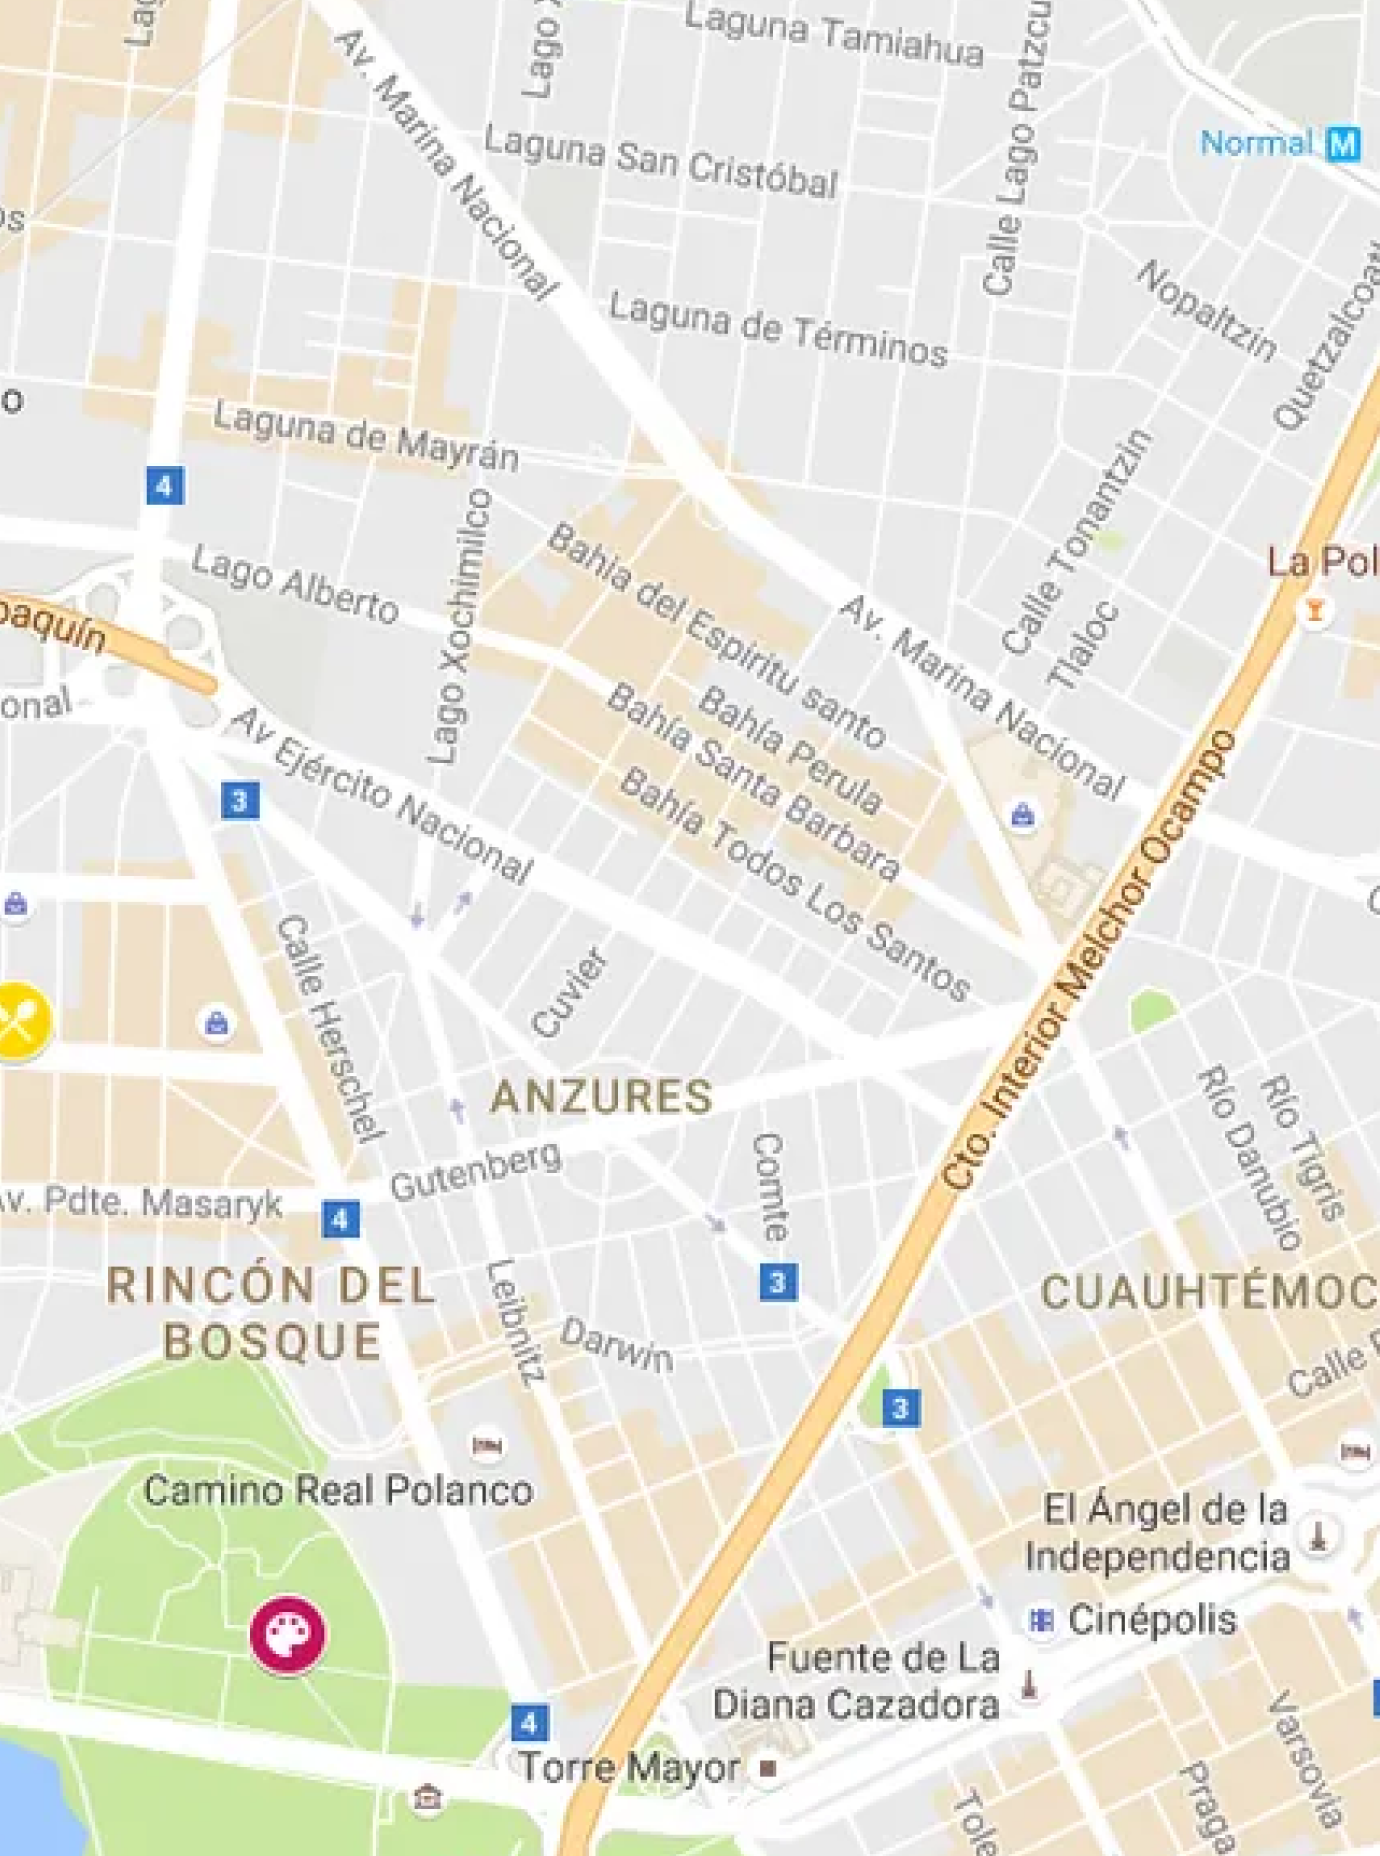 Laguna Tamiahua
Av. Marina Nacional
Laguna San Cristóbal
Calle Lago Patzcu
Normal M
Nopaltzin
Laguna de Términos
Laguna de Mayrán
4
Calle Tonantzin
Lago Xochimilco
Lago Alberto
Bahía del Espíritu santo
La Pol
Av. Marina Nacional
Tlaloc
Bahía Perula
Bahía Santa Barbara
Bahía Todos Los Santos
Av Ejército Nacional
3
Cto. Interior Melchor Ocampo
Calle Herschel
Cuvier
ANZURES
Río Tigris
Río Danubio
Gutenberg
Comte
Av. Pdte. Masaryk
4
3
RINCÓN DEL
BOSQUE
Leibnitz
Darwin
CUAUHTÉMOC
Calle
3
Camino Real Polanco
El Ángel de la
Independencia
Cinépolis
Fuente de La
Diana Cazadora
4
Torre Mayor
Varsovia
Praga
Tole